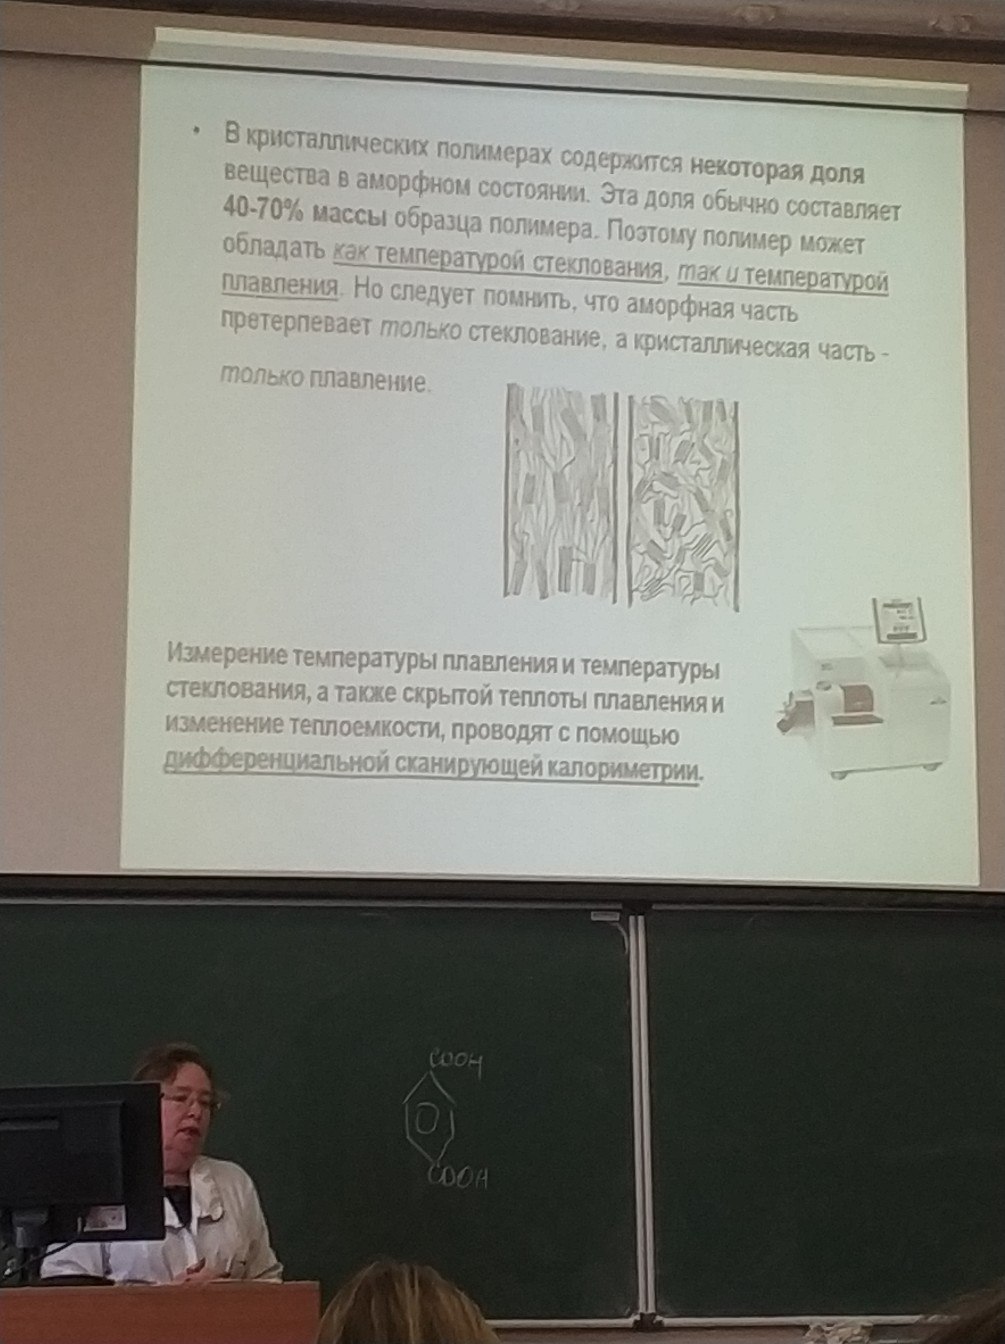 • В кристаллических полимерах содержится некоторая доля
вещества в аморфном состоянии. Эта доля обычно составляет
40-70% массы образца полимера. Поэтому полимер может
обладать как температурой стеклования, так и температурой
плавления. Но следует помнить, что аморфная часть
претерпевает только стеклование, а кристаллическая часть -
только плавление.
Измерение температуры плавления и температуры
стеклования, а также скрытой теплоты плавления и
изменение теплоемкости, проводят с помощью
дифференциальной сканирующей калориметрии.
COOH
COOH